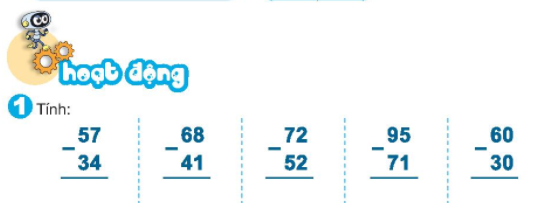 hoạt động
1 Tính:
57 68 72 95 60
− − − − −
34 41 52 71 30